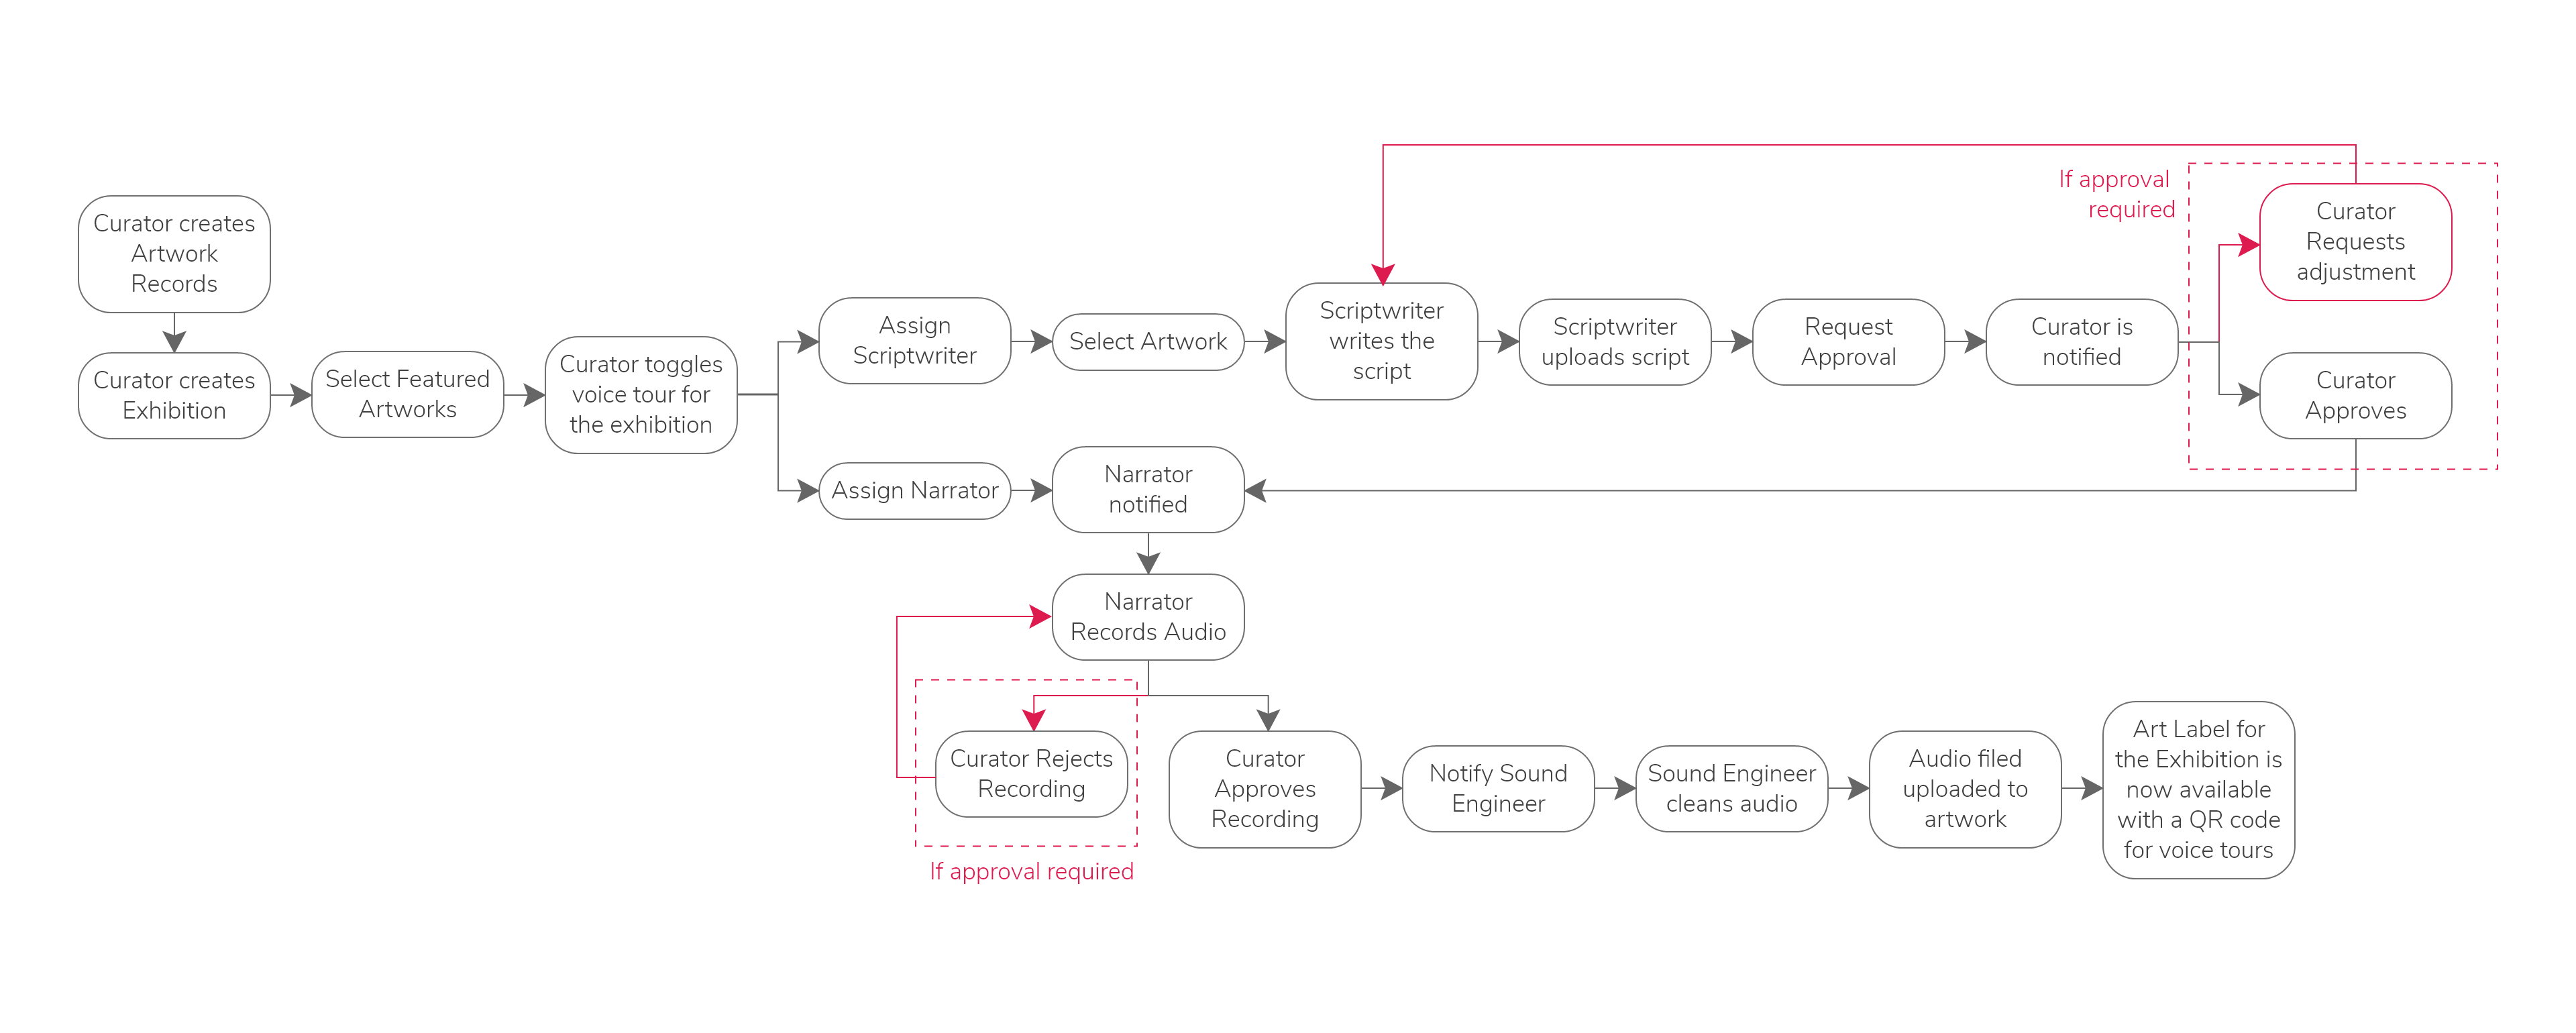 Curator creates
Artwork
Records
Curator creates
Exhibition
Select Featured
Artworks
Curator toggles
voice tour for
the exhibition
Assign
Scriptwriter
Select Artwork
Scriptwriter
writes the
script
Scriptwriter
uploads script
Request
Approval
Curator is
notified
If approval
required
Curator
Requests
adjustment
Curator
Approves
Assign Narrator
Narrator
notified
Narrator
Records Audio
Curator Rejects
Recording
If approval required
Curator
Approves
Recording
Notify Sound
Engineer
Sound Engineer
cleans audio
Audio filed
uploaded to
artwork
Art Label for
the Exhibition is
now available
with a QR code
for voice tours